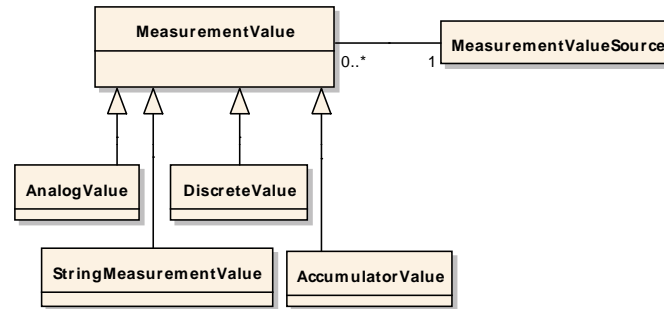 MeasurementValue
MeasurementValueSource
0..*
1
AnalogValue
DiscreteValue
StringMeasurementValue
AccumulatorValue